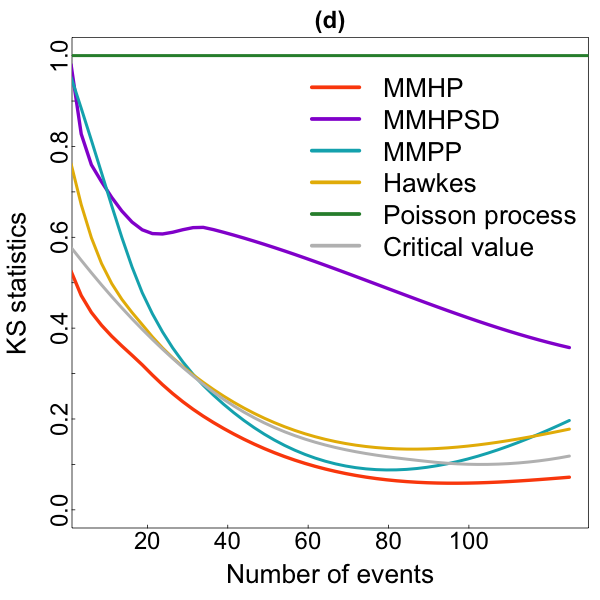 (d)
KS statistics
1.0
0.8
0.6
0.4
0.2
0.0
MMHP
MMHPSD
MMPP
Hawkes
Poisson process
Critical value
20 40 60 80 100
Number of events